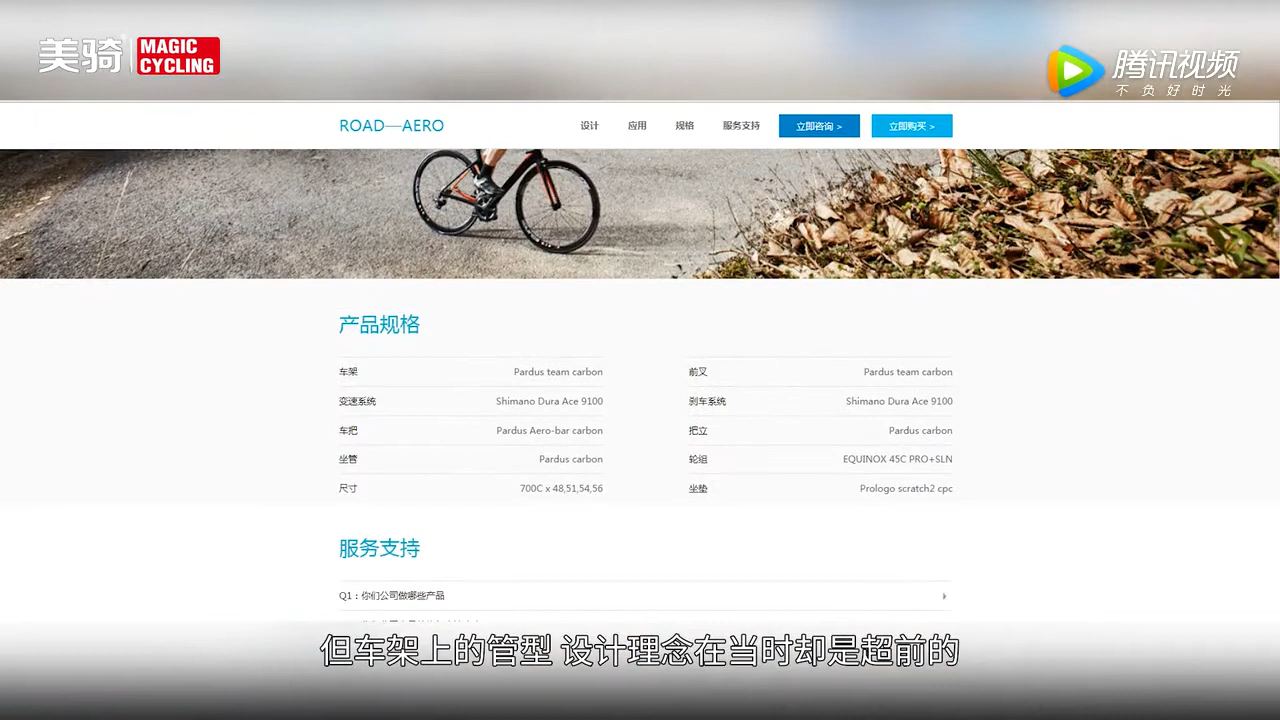 美骑 MAGIC CYCLING
腾讯视频
不负好时光
ROAD—AERO 设计 应用 规格 服务支持 立即咨询 > 立即购买 >
产品规格
车架 Pardus team carbon 前叉 Pardus team carbon
变速系统 Shimano Dura Ace 9100 刹车系统 Shimano Dura Ace 9100
车把 Pardus Aero-bar carbon 把立 Pardus carbon
坐管 Pardus carbon 轮组 EQUINOX 45C PRO+SLN
尺寸 700C x 48,51,54,56 坐垫 Prologo scratch2 cpc
服务支持
Q1：你们公司做哪些产品
但车架上的管型 设计理念在当时却是超前的